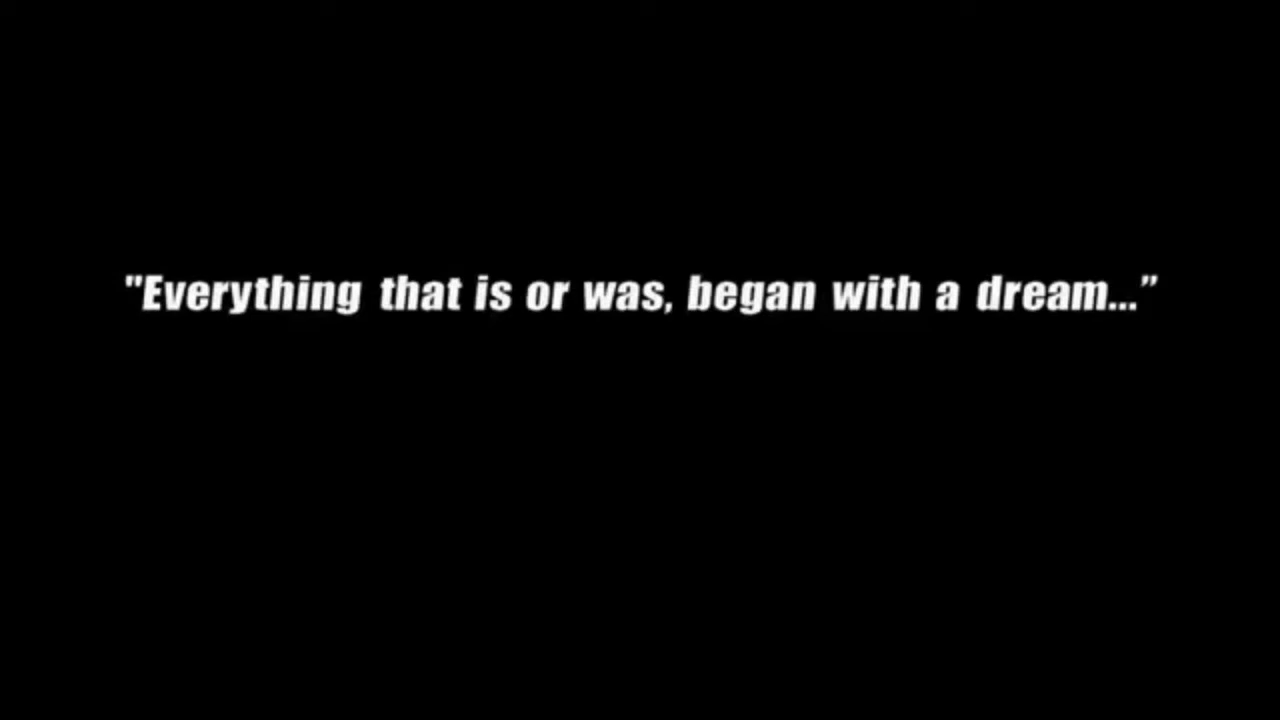 "Everything that is or was, began with a dream...”